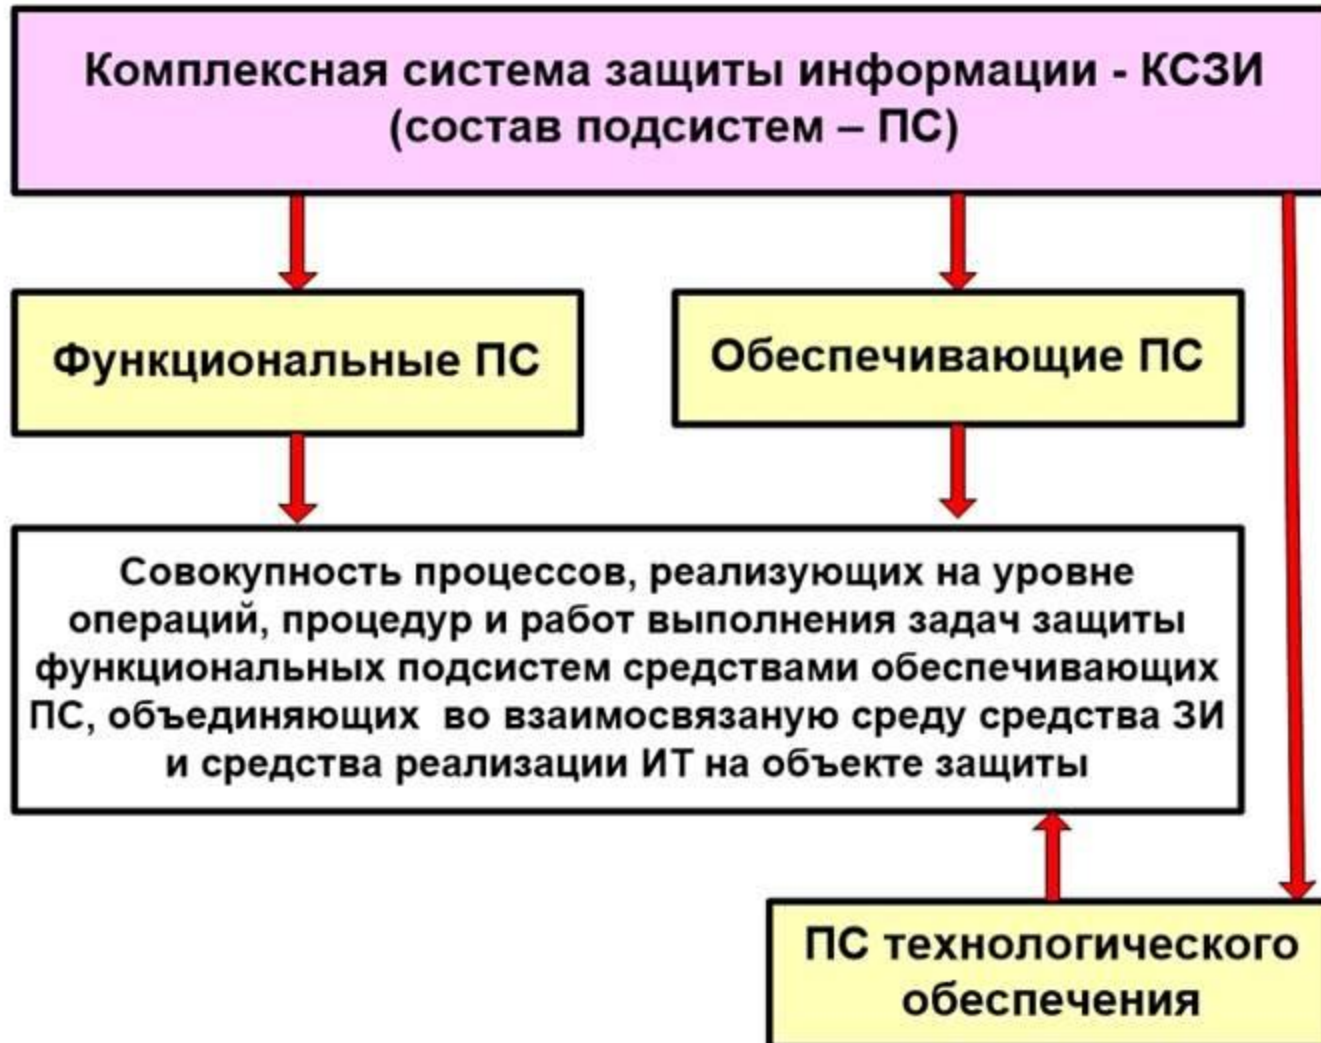 Комплексная система защиты информации - КСЗИ
(состав подсистем – ПС)
Функциональные ПС
Обеспечивающие ПС
Совокупность процессов, реализующих на уровне
операций, процедур и работ выполнения задач защиты
функциональных подсистем средствами обеспечивающих
ПС, объединяющих во взаимосвязаную среду средства ЗИ
и средства реализации ИТ на объекте защиты
ПС технологического
обеспечения